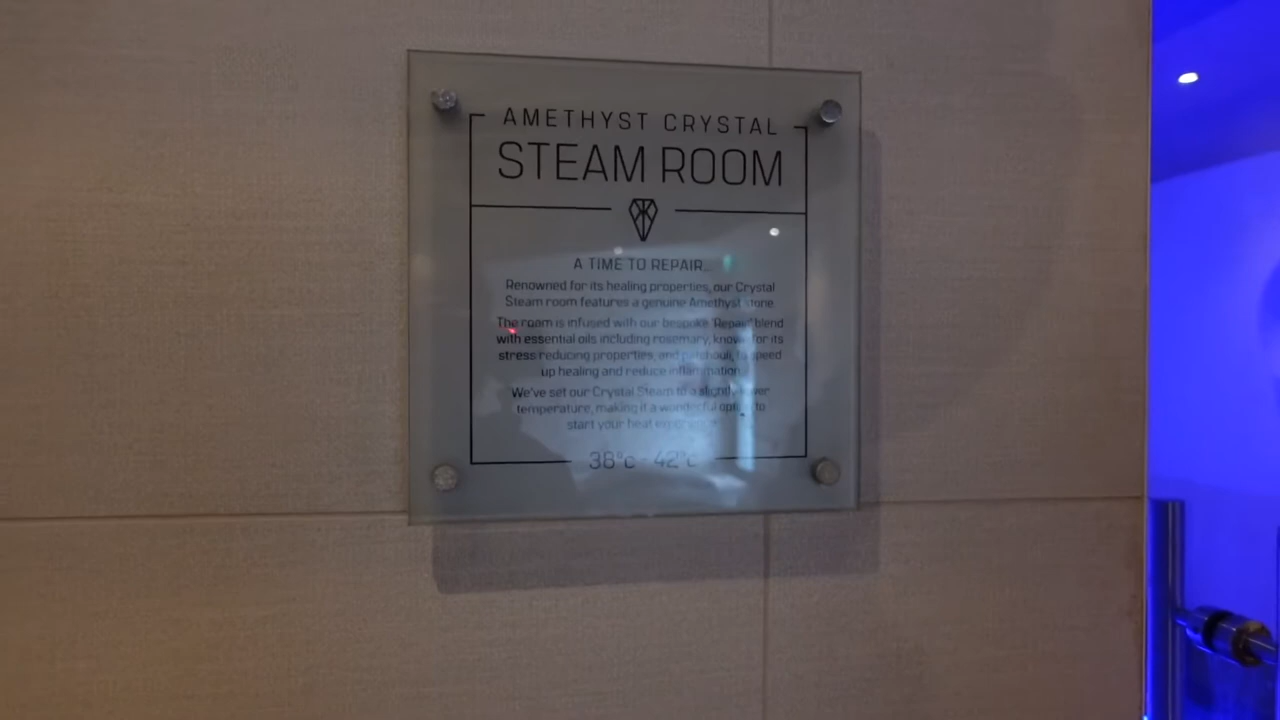 AMETHYST CRYSTAL
STEAM ROOM
A TIME TO REPAIR...
Renowned for its healing properties, our Crystal
Steam room features a genuine Amethyst stone.
The room is infused with our bespoke 'Repair' blend
with essential oils including rosemary, known for its
stress reducing properties, and patchouli, to speed
up healing and reduce inflammation.
We've set our Crystal Steam to a slightly lower
temperature, making it a wonderful option to
start your heat experience.
38°c - 42°c